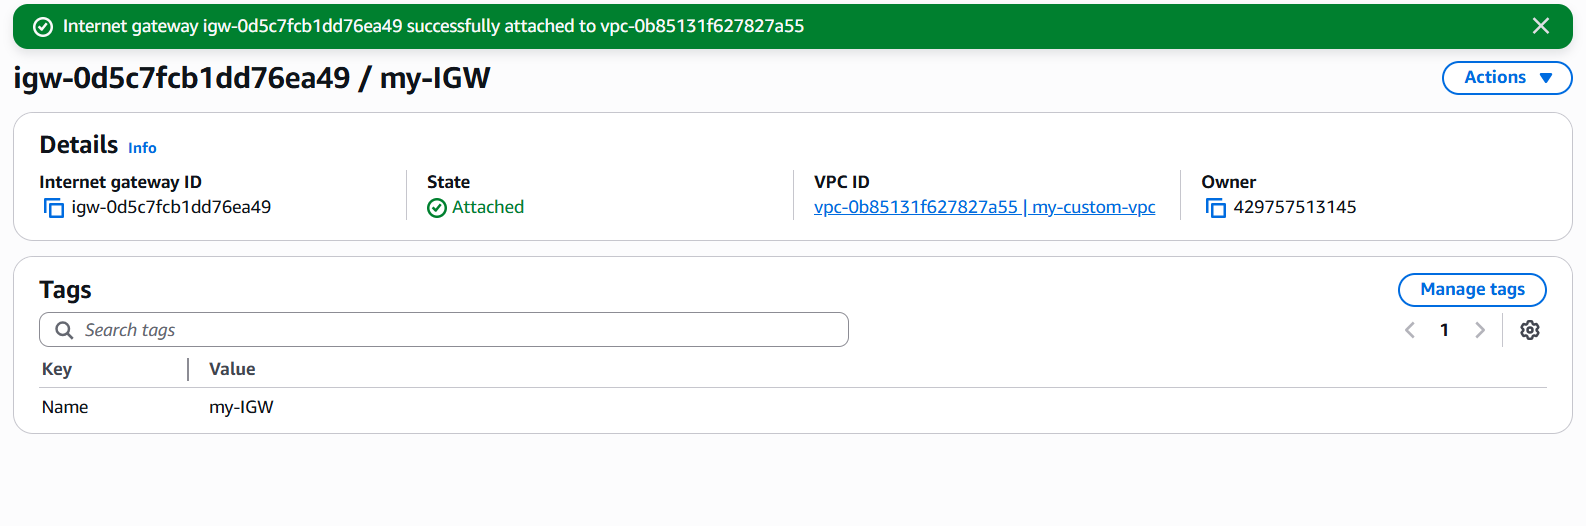 Internet gateway igw-0d5c7fcb1dd76ea49 successfully attached to vpc-0b85131f627827a55
igw-0d5c7fcb1dd76ea49 / my-IGW
Actions
Details Info
Internet gateway ID
igw-0d5c7fcb1dd76ea49
State
Attached
VPC ID
vpc-0b85131f627827a55 | my-custom-vpc
Owner
429757513145
Tags
Manage tags
Search tags
1
Key Value
Name my-IGW